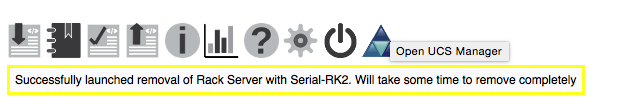 Open UCS Manager
Successfully launched removal of Rack Server with Serial-RK2. Will take some time to remove completely